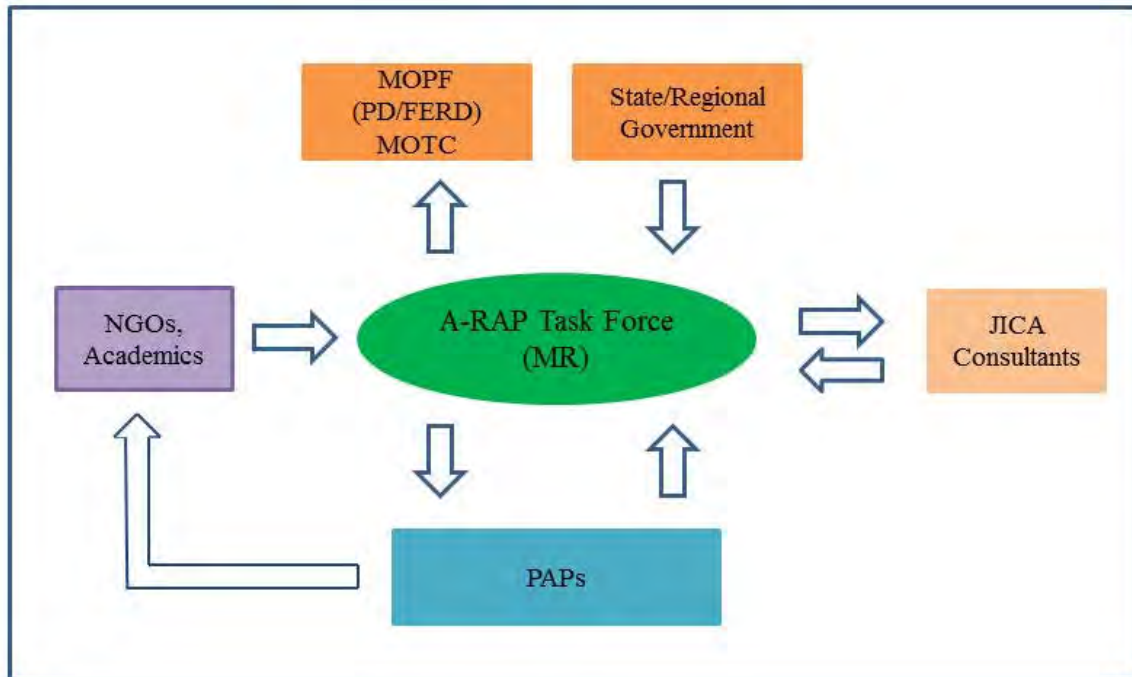 MOPF
(PD/FERD)
MOTC
State/Regional
Government
NGOs,
Academics
A-RAP Task Force
(MR)
JICA
Consultants
PAPs